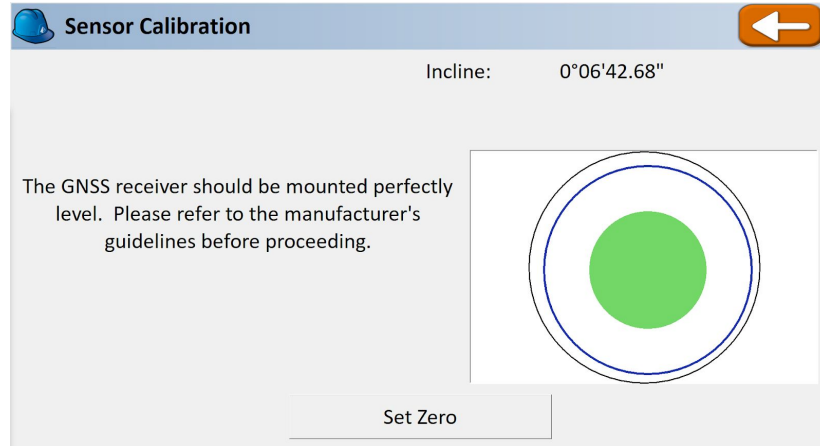 Sensor Calibration
Incline: 0°06'42.68"
The GNSS receiver should be mounted perfectly
level. Please refer to the manufacturer's
guidelines before proceeding.
Set Zero